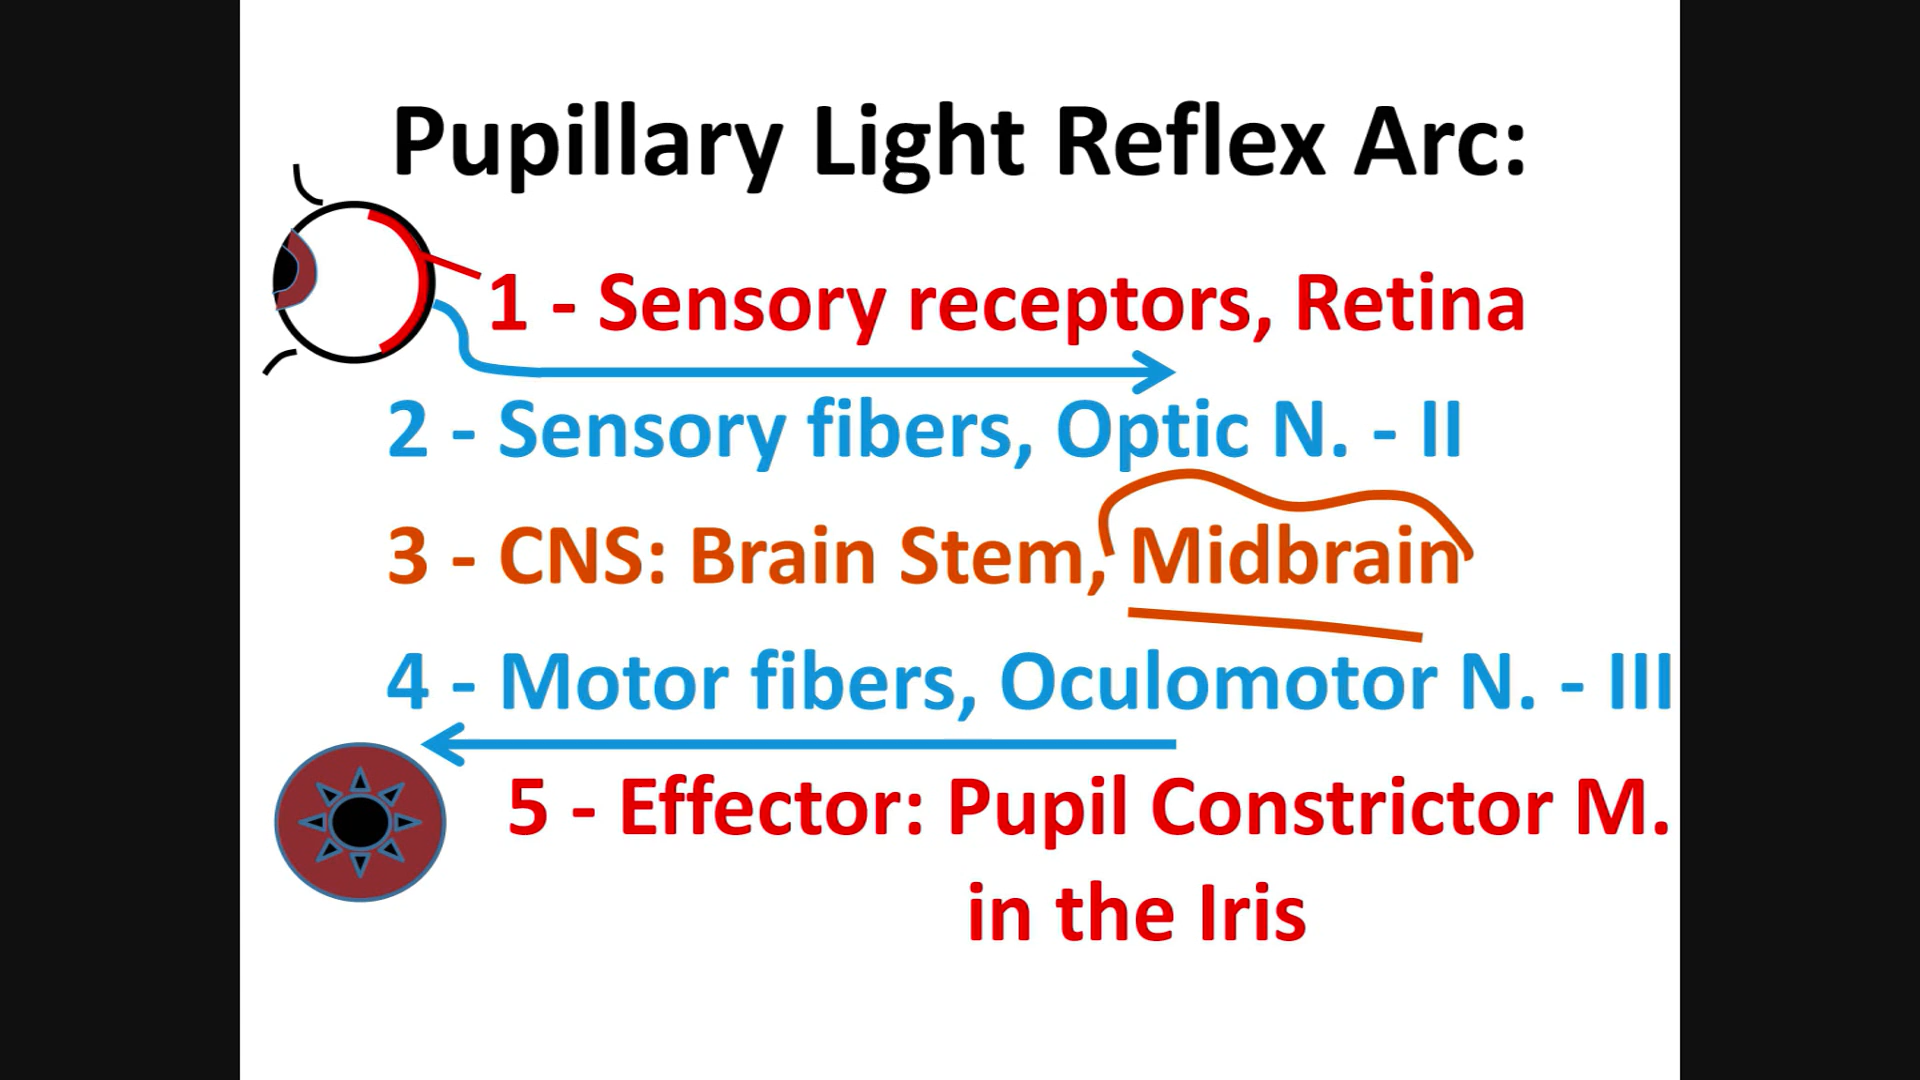 Pupillary Light Reflex Arc:
1 - Sensory receptors, Retina
2 - Sensory fibers, Optic N. - II
3 - CNS: Brain Stem, Midbrain
4 - Motor fibers, Oculomotor N. - III
5 - Effector: Pupil Constrictor M.
in the Iris